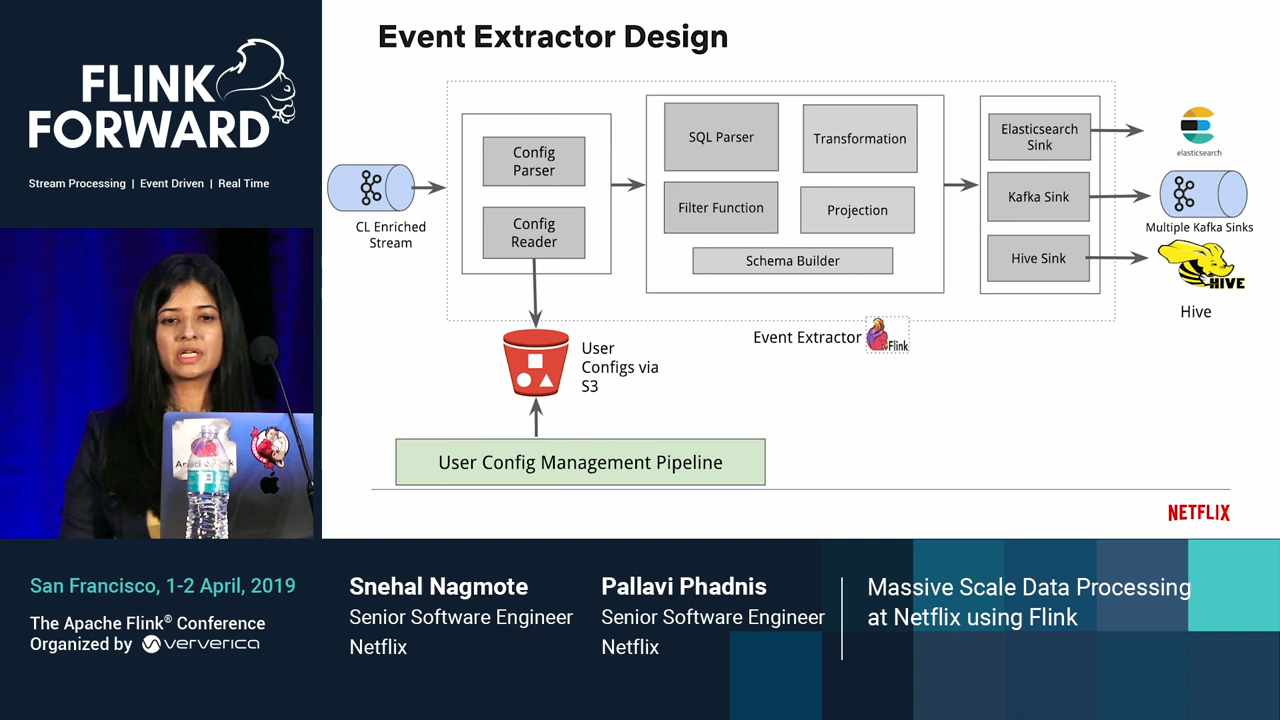 FLINK
FORWARD
Stream Processing | Event Driven | Real Time
Event Extractor Design
CL Enriched
Stream
Config
Parser
Config
Reader
SQL Parser
Transformation
Filter Function
Projection
Schema Builder
Elasticsearch
Sink
Kafka Sink
Hive Sink
elasticsearch
Multiple Kafka Sinks
HIVE
Hive
Event Extractor
Flink
User
Configs via
S3
User Config Management Pipeline
NETFLIX
San Francisco, 1-2 April, 2019
The Apache Flink® Conference
Organized by ververica
Snehal Nagmote
Senior Software Engineer
Netflix
Pallavi Phadnis
Senior Software Engineer
Netflix
Massive Scale Data Processing
at Netflix using Flink